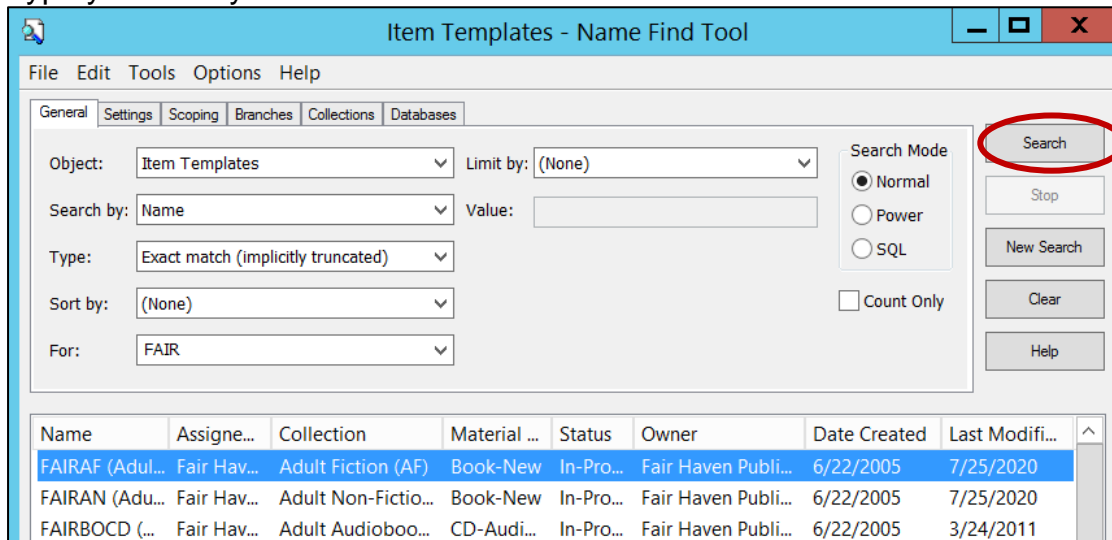 Item Templates - Name Find Tool
File Edit Tools Options Help
General Settings Scoping Branches Collections Databases
Object: Item Templates Limit by: (None) Search Mode Search
Normal
Search by: Name Value: Power Stop
Type: Exact match (implicitly truncated) SQL New Search
Sort by: (None) Count Only Clear
For: FAIR Help
Name Assigne... Collection Material ... Status Owner Date Created Last Modifi...
FAIRAF (Adul... Fair Hav... Adult Fiction (AF) Book-New In-Pro... Fair Haven Publi... 6/22/2005 7/25/2020
FAIRAN (Adu... Fair Hav... Adult Non-Fictio... Book-New In-Pro... Fair Haven Publi... 6/22/2005 7/25/2020
FAIRBOCD (... Fair Hav... Adult Audioboo... CD-Audi... In-Pro... Fair Haven Publi... 6/22/2005 3/24/2011